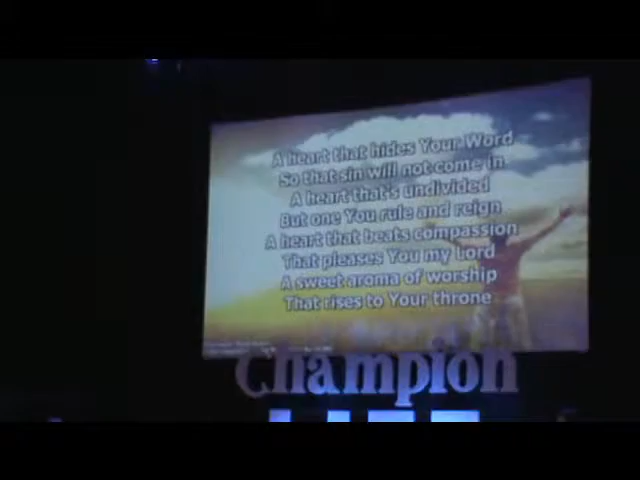 A heart that hides Your Word
So that sin will not come in
A heart that's undivided
But one You rule and reign
A heart that beats compassion
That pleases You my Lord
A sweet aroma of worship
That rises to Your throne
Champion